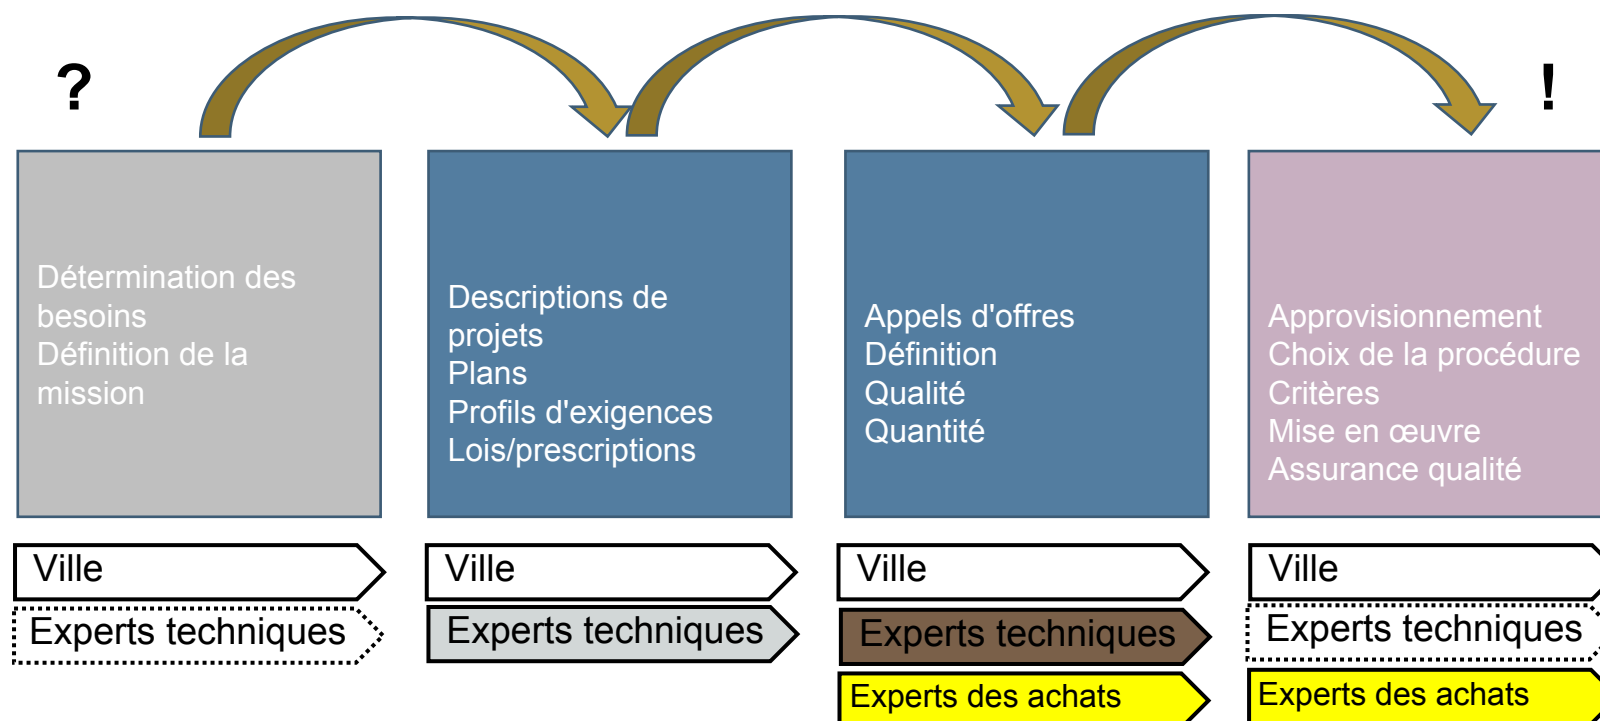 ?
!
Détermination des
besoins
Définition de la
mission
Descriptions de
projets
Plans
Profils d'exigences
Lois/prescriptions
Appels d'offres
Définition
Qualité
Quantité
Approvisionnement
Choix de la procédure
Critères
Mise en œuvre
Assurance qualité
Ville
Experts techniques
Ville
Experts techniques
Ville
Experts techniques
Experts des achats
Ville
Experts techniques
Experts des achats